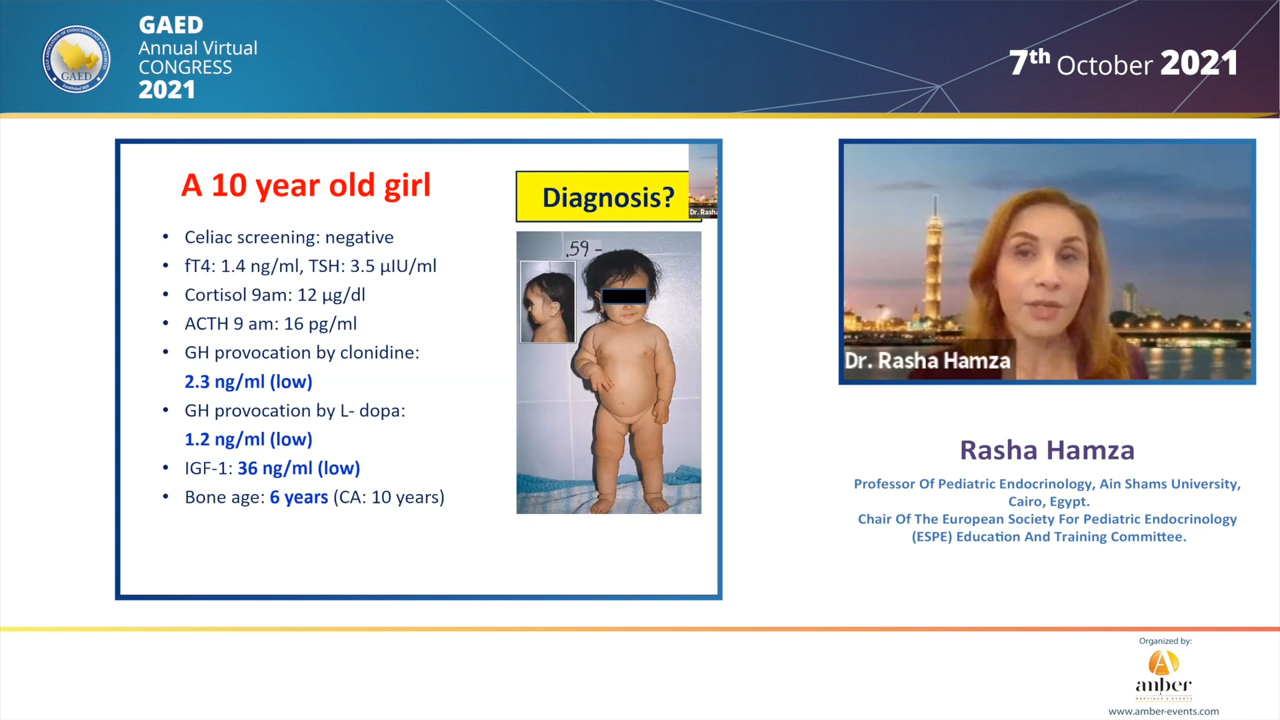 GAED
Annual Virtual
CONGRESS
2021
7th October 2021
GAED
A 10 year old girl
Diagnosis?
Dr. Rasha
• Celiac screening: negative
• fT4: 1.4 ng/ml, TSH: 3.5 µIU/ml
• Cortisol 9am: 12 µg/dl
• ACTH 9 am: 16 pg/ml
• GH provocation by clonidine:
2.3 ng/ml (low)
• GH provocation by L- dopa:
1.2 ng/ml (low)
• IGF-1: 36 ng/ml (low)
• Bone age: 6 years (CA: 10 years)
.59 -
Dr. Rasha Hamza
Rasha Hamza
Professor Of Pediatric Endocrinology, Ain Shams University,
Cairo, Egypt.
Chair Of The European Society For Pediatric Endocrinology
(ESPE) Education And Training Committee.
Organized by:
anber
www.amber-events.com